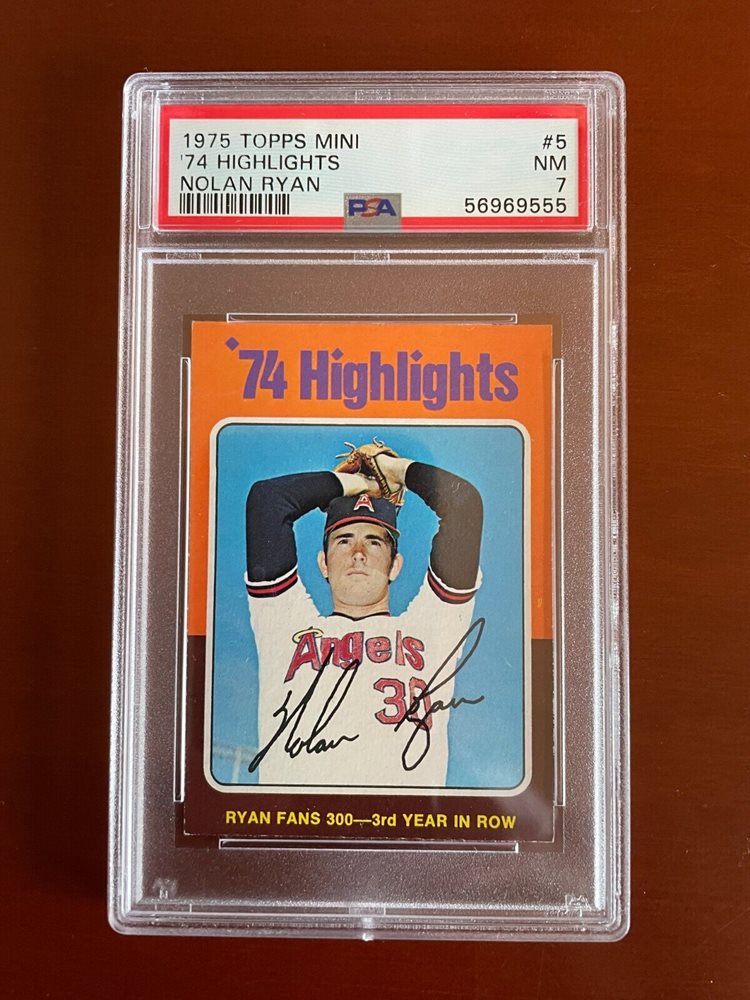 1975 TOPPS MINI #5
'74 HIGHLIGHTS NM
NOLAN RYAN 7
PSA 56969555
'74 Highlights
A
Angels
30
Nolan Ryan
RYAN FANS 300—3rd YEAR IN ROW